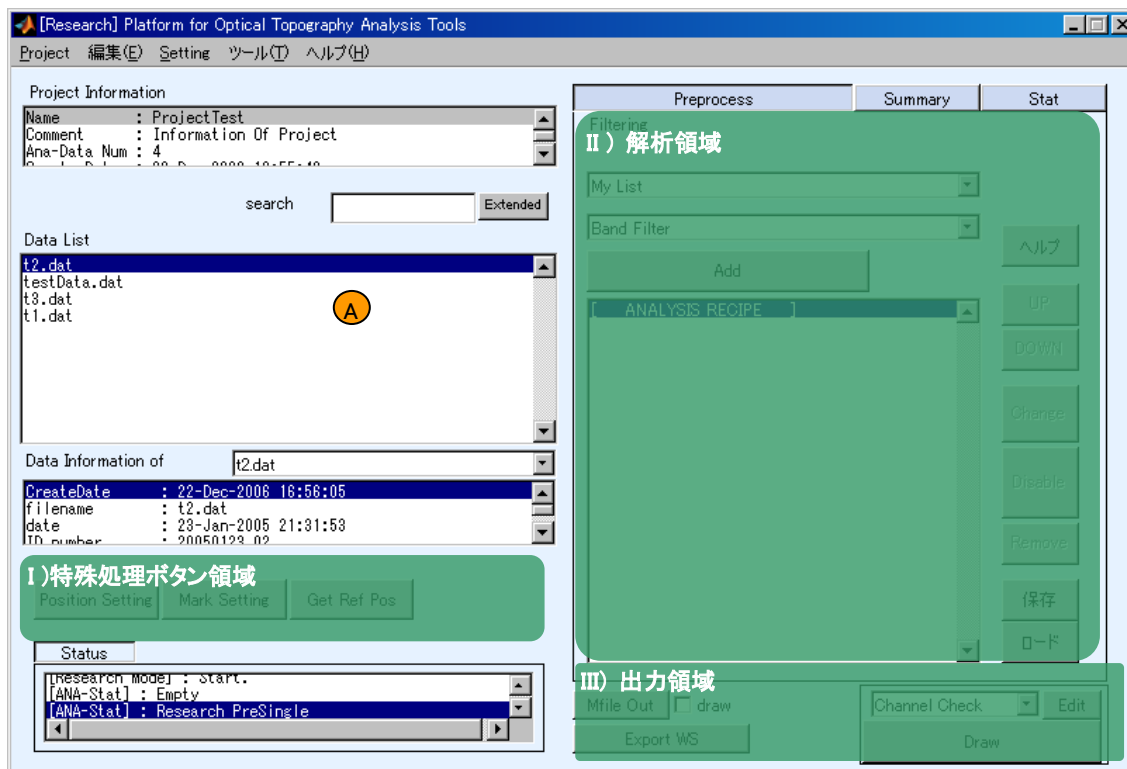 [Research] Platform for Optical Topography Analysis Tools
Project 編集(E) Setting ツール(T) ヘルプ(H)
Project Information
Name : ProjectTest
Comment : Information Of Project
Ana-Data Num : 4
search
Extended
Data List
t2.dat
testData.dat
t3.dat
t1.dat
A
Data Information of t2.dat
CreateDate : 22-Dec-2006 16:56:05
filename : t2.dat
date : 23-Jan-2005 21:31:53
ID number : 20050123_02
Ⅰ)特殊処理ボタン領域
Position Setting Mark Setting Get Ref Pos
Status
[Research mode] : Start.
[ANA-Stat] : Empty
[ANA-Stat] : Research PreSingle
Preprocess Summary Stat
Filtering
Ⅱ) 解析領域
My List
Band Filter
Add
[ ANALYSIS RECIPE ]
ヘルプ
UP
DOWN
Change
Disable
Remove
保存
ロード
Ⅲ) 出力領域
Mfile Out draw
Export WS
Channel Check Edit
Draw